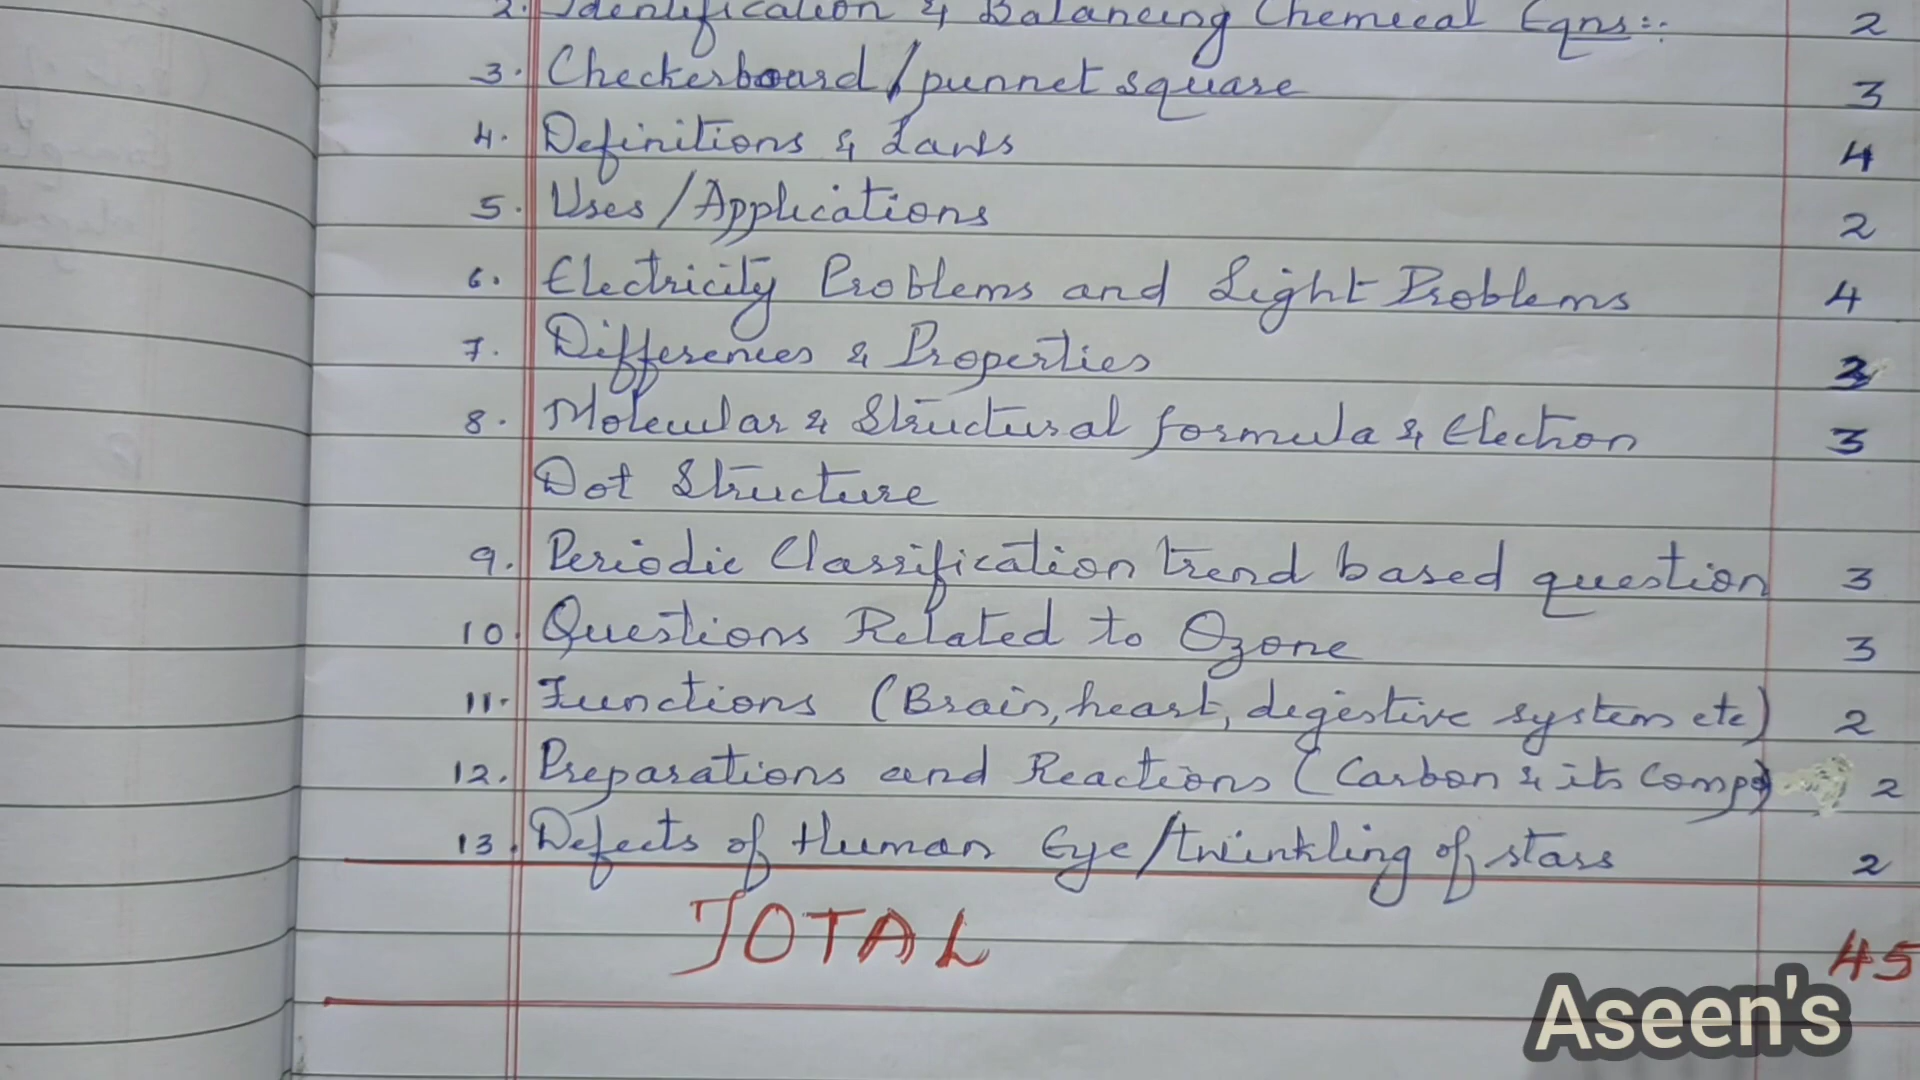 2. Identification & Balancing Chemical Eqns:- 2
3. Checkerboard/punnet square 3
4. Definitions & Laws 4
5. Uses/Applications 2
6. Electricity Problems and Light Problems 4
7. Differences & Properties
8. Molecular & Structural formula & Electron 3
Dot Structure
9. Periodic Classification trend based question 3
10. Questions Related to Ozone 3
11. Functions (Brain, heart, digestive system etc) 2
12. Preparations and Reactions (Carbon & its Comp) 2
13. Defects of Human Eye/twinkling of stars 2
TOTAL 45
Aseen's